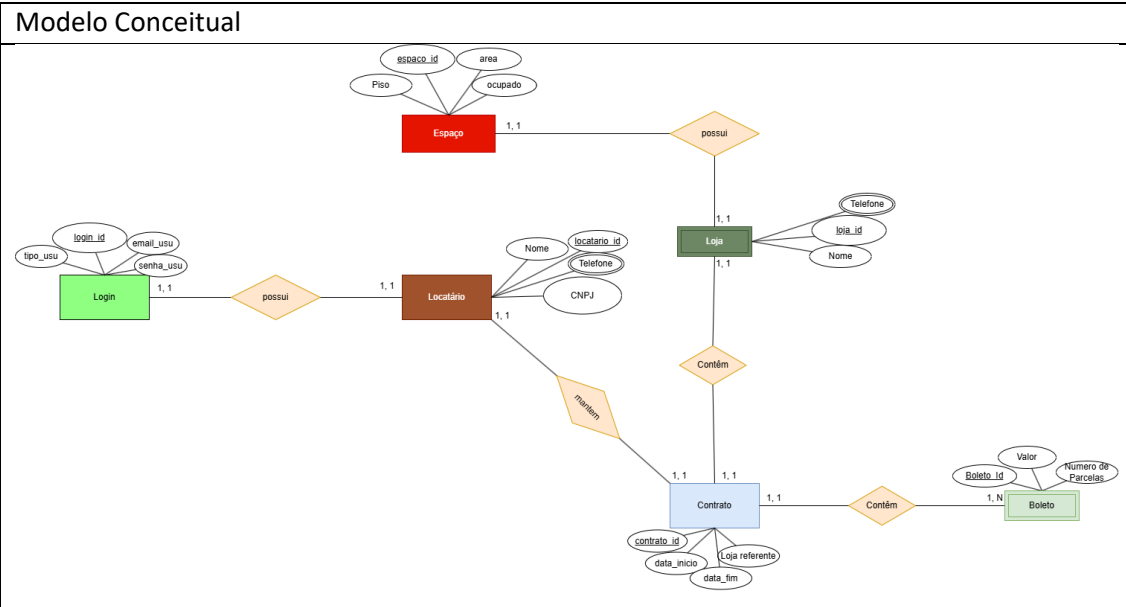 Modelo Conceitual
espaco_id
area
Piso
ocupado
Espaço
1, 1
possui
1, 1
Telefone
loja_id
Nome
Loja
1, 1
login_id
email_usu
tipo_usu
senha_usu
Login
1, 1
possui
1, 1
Nome
locatario_id
Telefone
CNPJ
Locatário
1, 1
Contém
mantem
1, 1
1, 1
Contrato
1, 1
Contém
1, N
Valor
Boleto_Id
Numero de
Parcelas
Boleto
contrato_id
Loja referente
data_inicio
data_fim